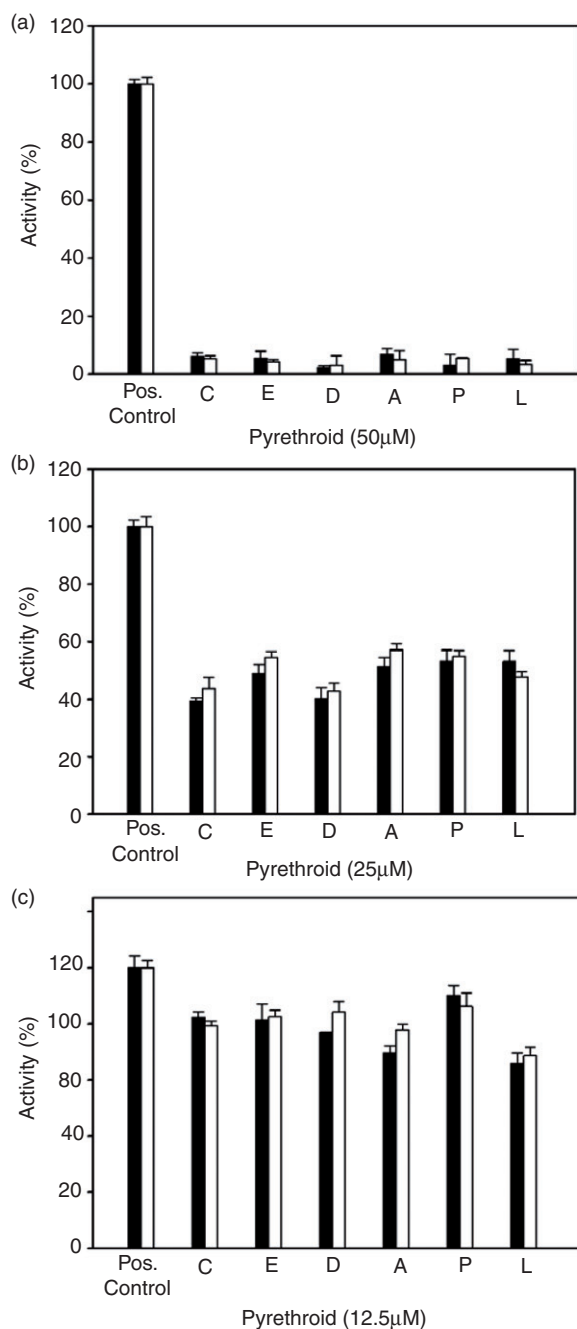 (a)
120
100
80
60
40
20
0
Activity (%)
Pos. Control C E D A P L
Pyrethroid (50μM)
(b)
120
100
80
60
40
20
0
Activity (%)
Pos. Control C E D A P L
Pyrethroid (25μM)
(c)
120
100
80
40
20
0
Activity (%)
Pos. Control C E D A P L
Pyrethroid (12.5μM)